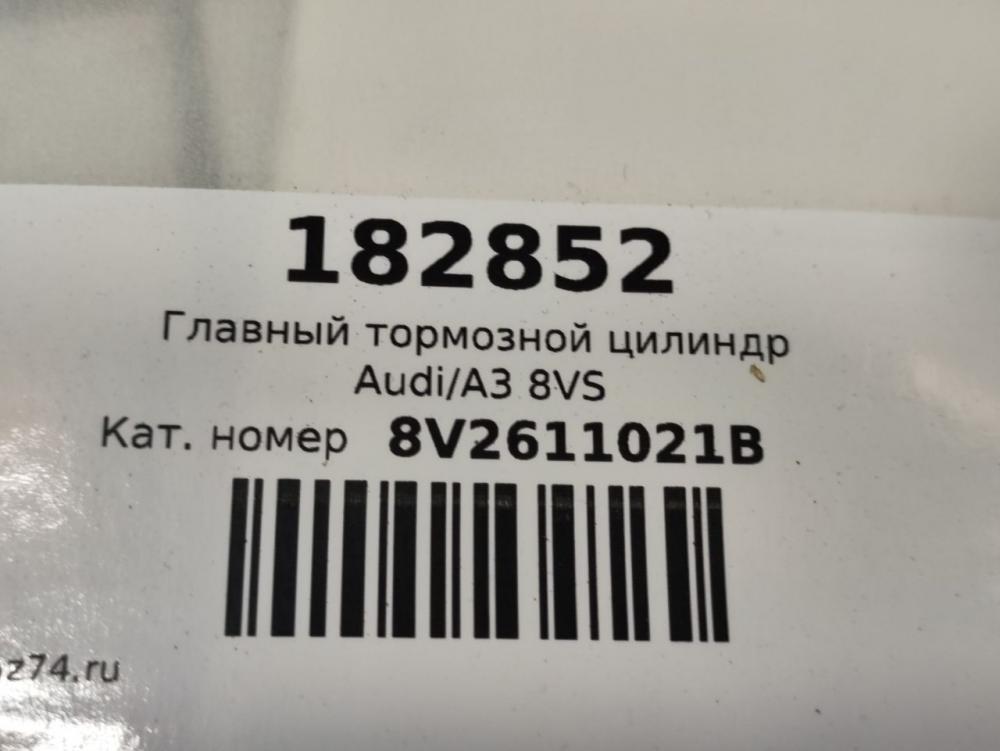 182852
Главный тормозной цилиндр
Audi/A3 8VS
Кат. номер 8V2611021B
z74.ru